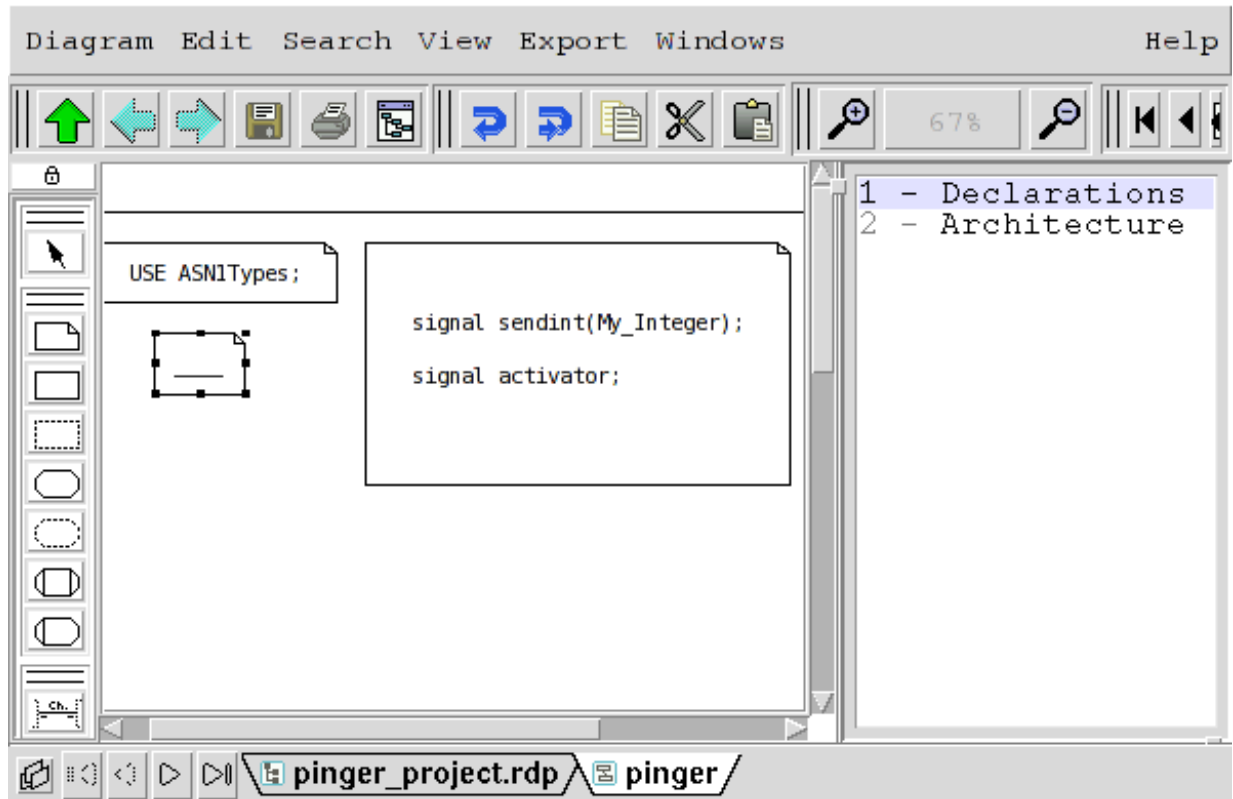 Diagram Edit Search View Export Windows Help
67%
1 - Declarations
2 - Architecture
USE ASN1Types;
signal sendint(My_Integer);
signal activator;
Ch.
pinger_project.rdp pinger